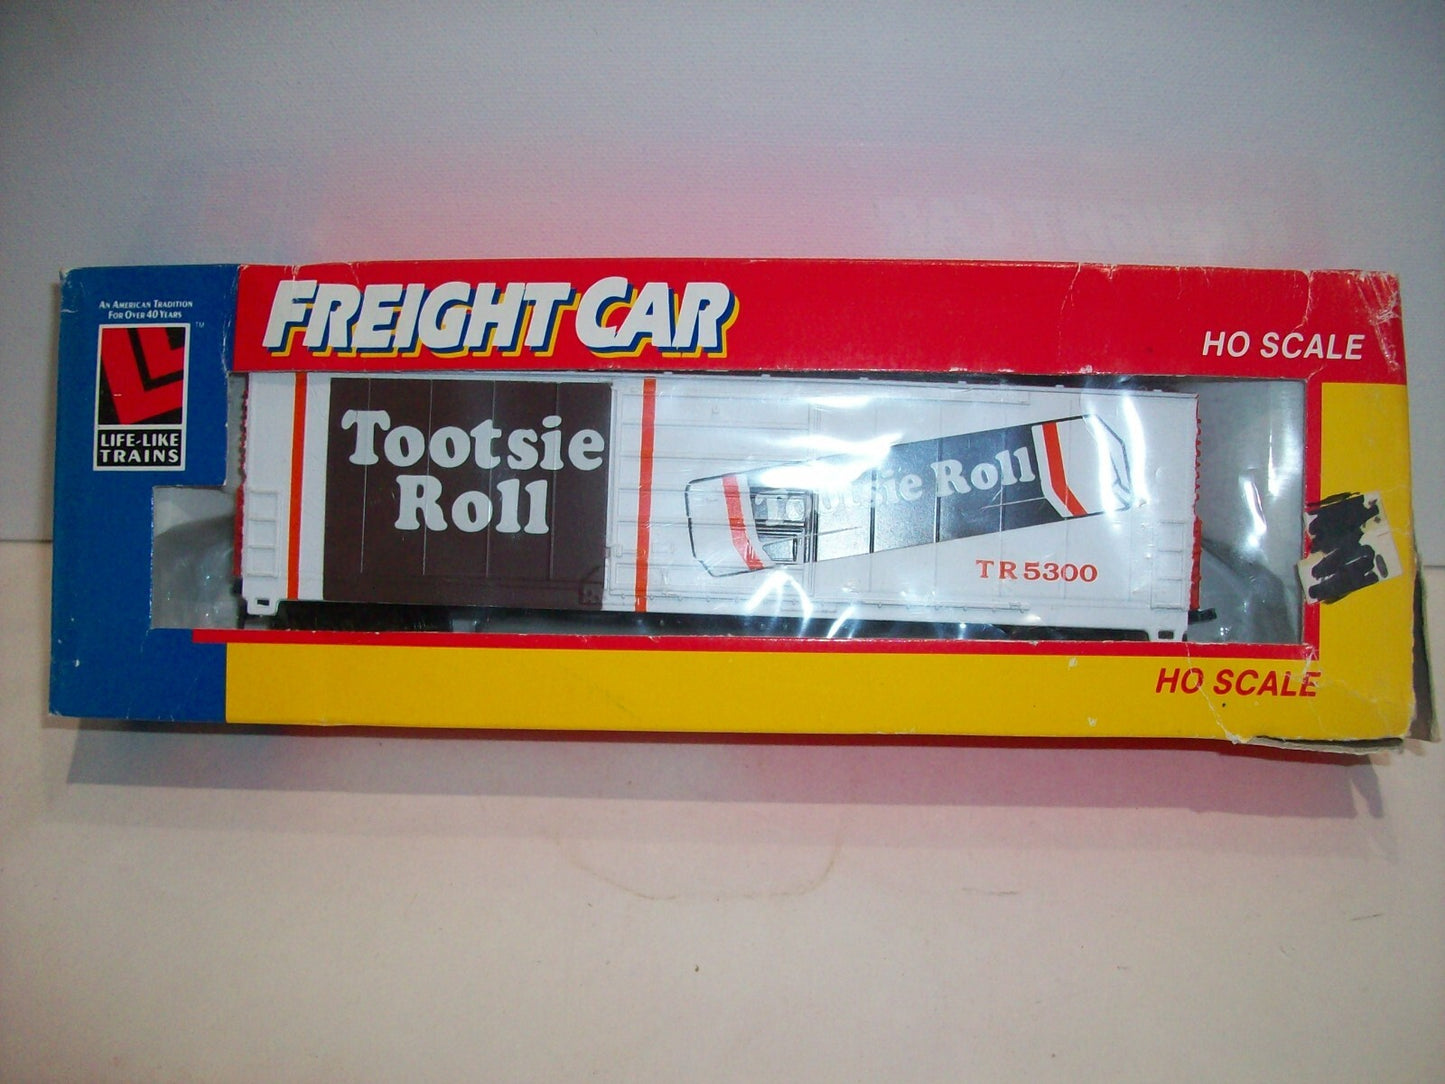 AN AMERICAN TRADITION
FOR OVER 40 YEARS
TM
LIFE-LIKE
TRAINS
FREIGHT CAR
HO SCALE
Tootsie
Roll
Tootsie Roll
TR5300
HO SCALE